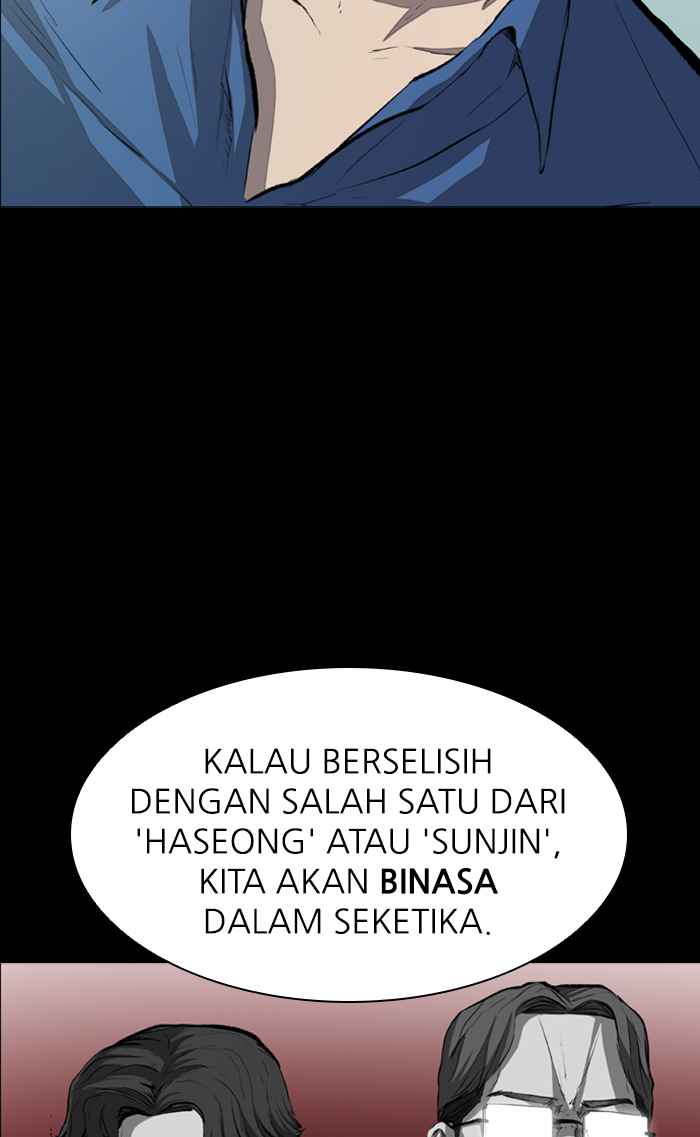 KALAU BERSELISIH
DENGAN SALAH SATU DARI
'HASEONG' ATAU 'SUNJIN',
KITA AKAN BINASA
DALAM SEKETIKA.